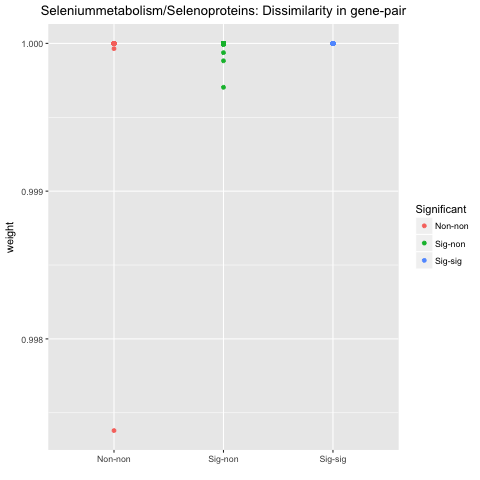 Seleniummetabolism/Selenoproteins: Dissimilarity in gene-pair
1.000
0.999
0.998
weight
Non-non
Sig-non
Sig-sig
Significant
Non-non
Sig-non
Sig-sig